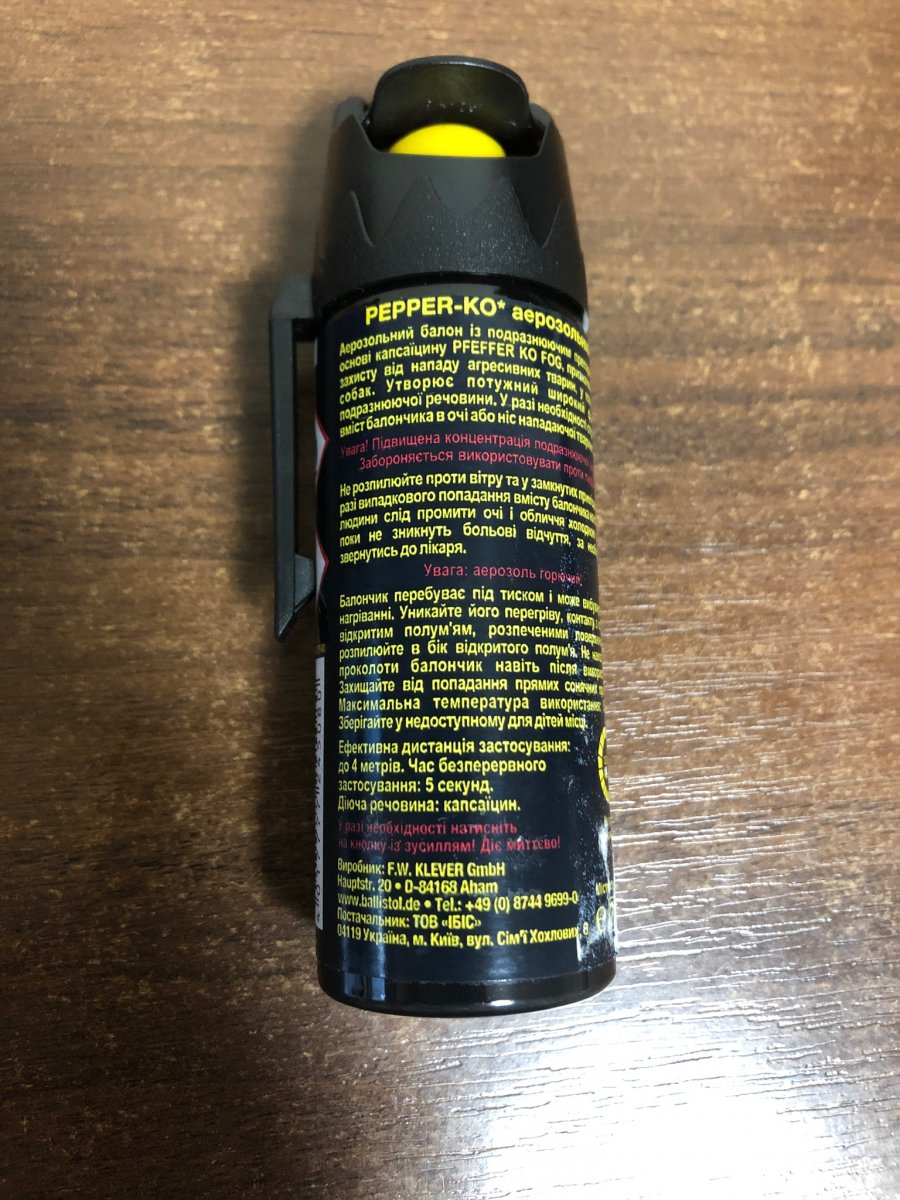 PEPPER-KO* аерозольн
Аерозольний балон із подразнюючим
основі капсаїцину PFEFFER KO FOG,
захисту від нападу агресивних тварин, у
собак. Утворює потужний широкий
подразнюючої речовини. У разі необхідності
вміст балончика в очі або ніс нападаючої
Увага! Підвищена концентрація
Забороняється використовувати проти
Не розпилюйте проти вітру та у замкнутих
разі випадкового попадання вмісту балончика
людини слід промити очі і обличчя
поки не зникнуть больові відчуття, за
звернутись до лікаря.
Увага: аерозоль горючий.
Балончик перебуває під тиском і може
нагріванні. Уникайте його перегріву, контакту з
відкритим полум'ям, розпеченими
розпилюйте в бік відкритого полум'я. Не
проколоти балончик навіть після
Захищайте від попадання прямих сонячних
Максимальна температура використання:
Зберігайте у недоступному для дітей місці.
Ефективна дистанція застосування:
до 4 метрів. Час безперервного
застосування: 5 секунд.
Діюча речовина: капсаїцин.
У разі необхідності натисніть
на кнопку із зусиллям! Діє миттєво!
Виробник: F.W. KLEVER GmbH
Hauptstr. 20 • D-84168 Aham
www.ballistol.de • Tel.: +49 (0) 8744 9699-0
Постачальник: ТОВ «ІБІС»
04119 Україна, м. Київ, вул. Сім'ї Хохлових, 8